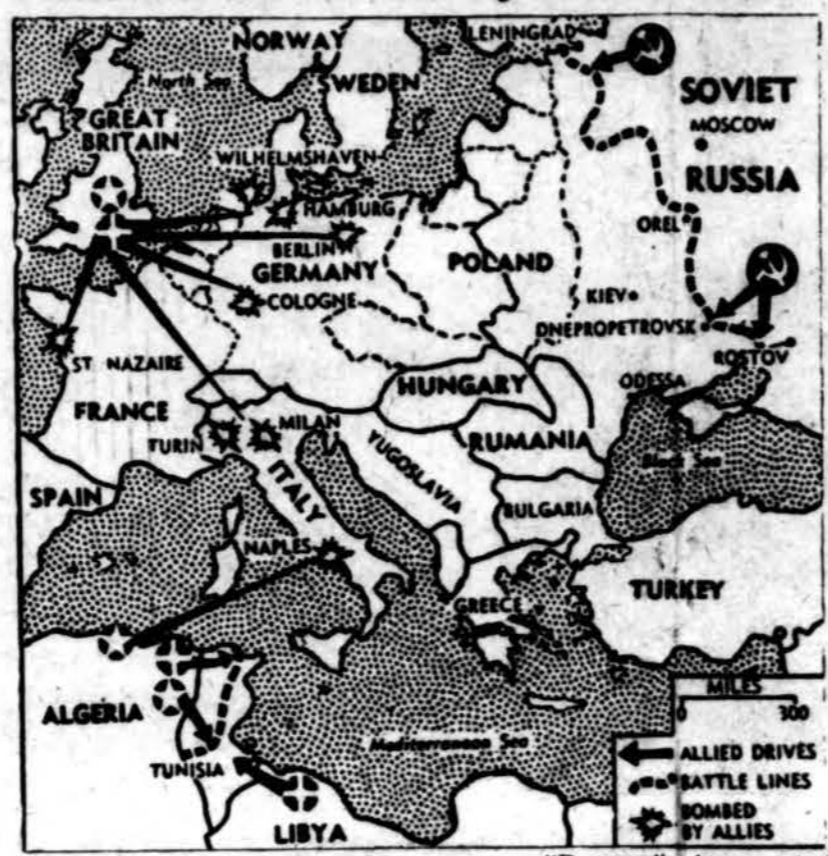 NORWAY
LENINGRAD
North Sea
SWEDEN
SOVIET
GREAT
BRITAIN
MOSCOW
WILHELMSHAVEN
RUSSIA
HAMBURG
OREL
BERLIN
GERMANY
POLAND
COLOGNE
KIEV
DNEPROPETROVSK
ST NAZAIRE
ROSTOV
HUNGARY
ODESSA
FRANCE
MILAN
TURIN
RUMANIA
YUGOSLAVIA
Black Sea
ITALY
SPAIN
BULGARIA
NAPLES
TURKEY
GREECE
MILES
0 300
ALGERIA
Mediterranean Sea
ALLIED DRIVES
TUNISIA
BATTLE LINES
BOMBED
BY ALLIES
LIBYA